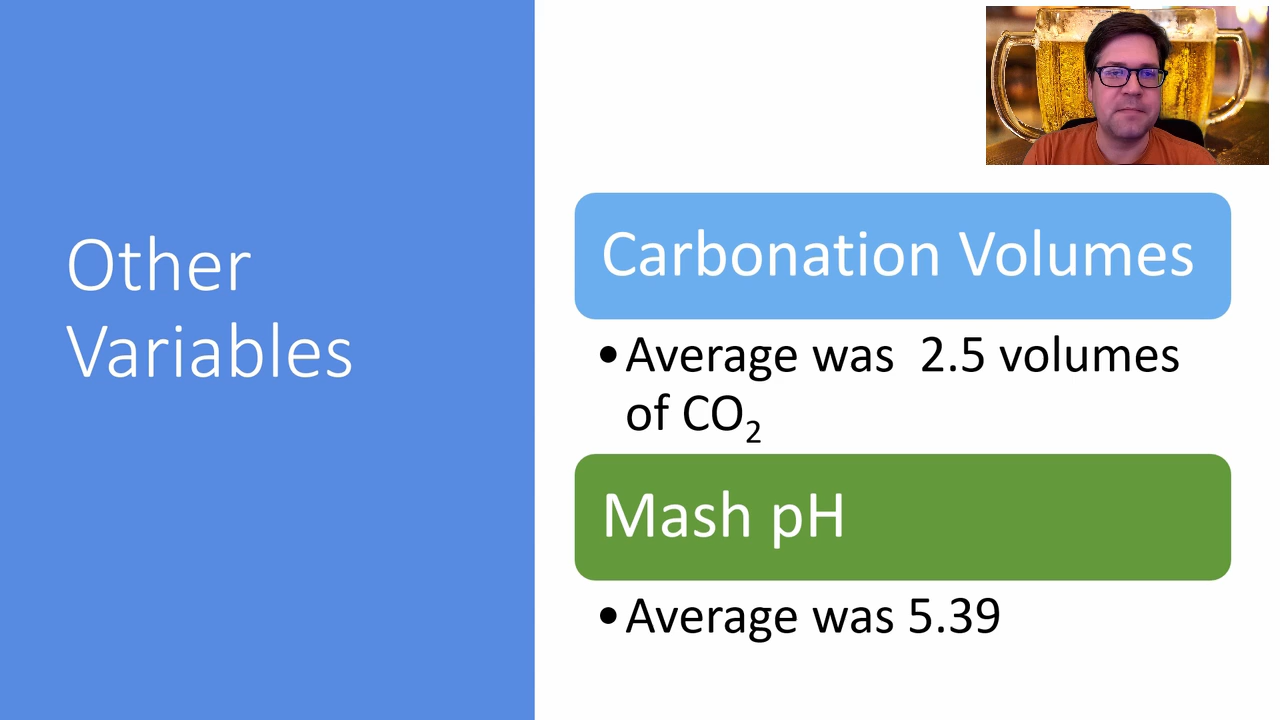 Other
Variables
Carbonation Volumes
•Average was  2.5 volumes
of CO₂
Mash pH
•Average was 5.39